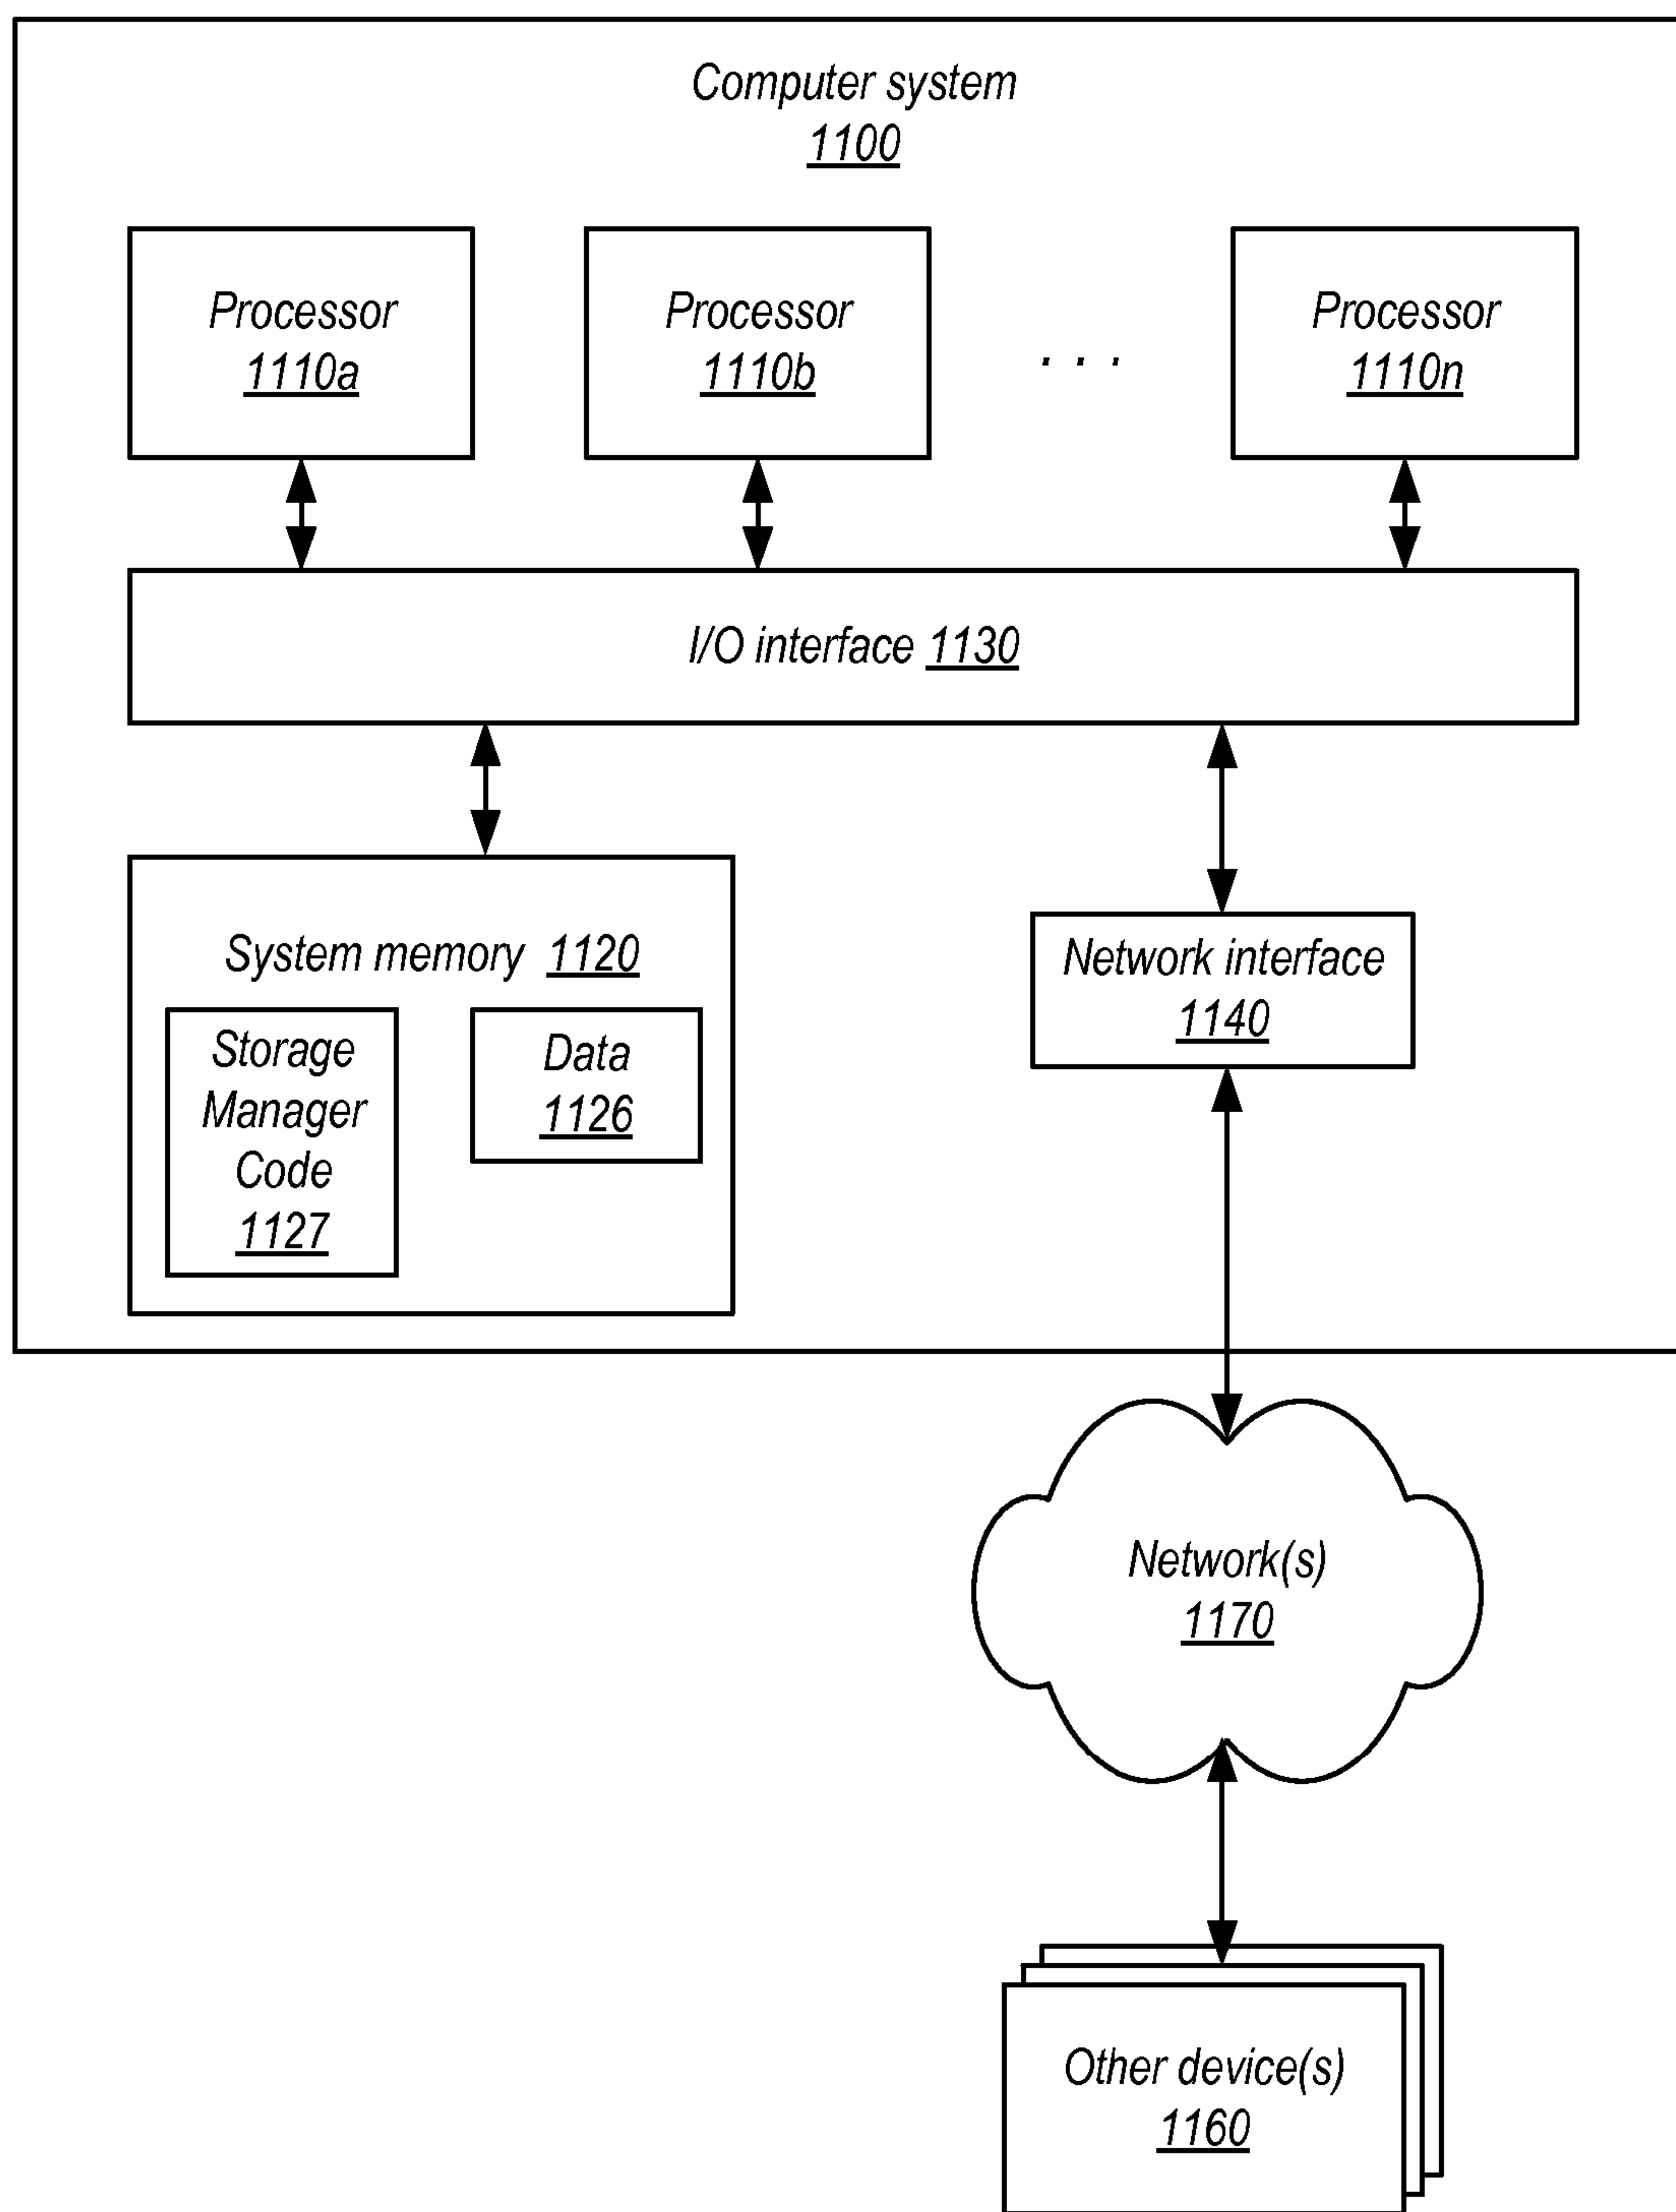 Computer system
1100
Processor
1110a
Processor
1110b
. . .
Processor
1110n
I/O interface 1130
System memory 1120
Storage
Manager
Code
1127
Data
1126
Network interface
1140
Network(s)
1170
Other device(s)
1160